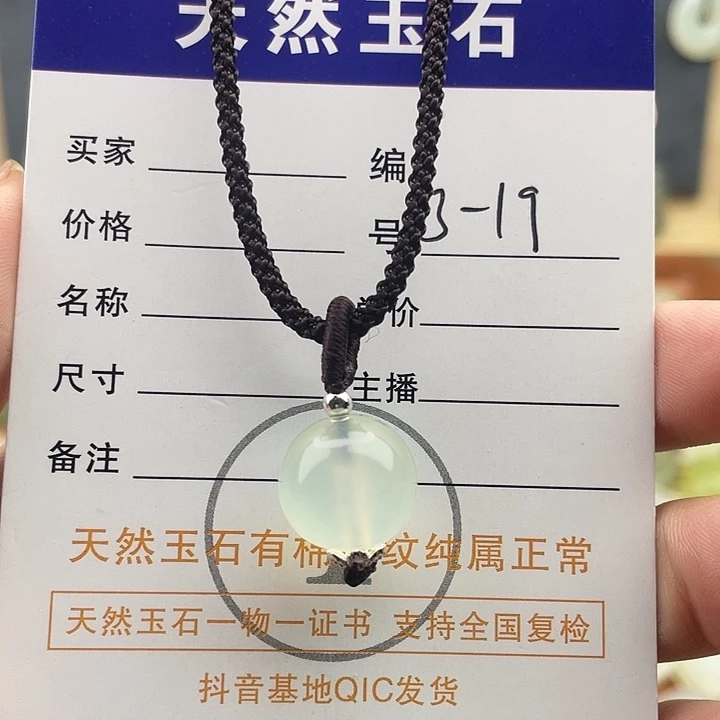 天然玉石
买家 编
价格 号 3-19
名称 价
尺寸 主播
备注
天然玉石有棉 纹纯属正常
天然玉石一物一证书 支持全国复检
抖音基地QIC发货